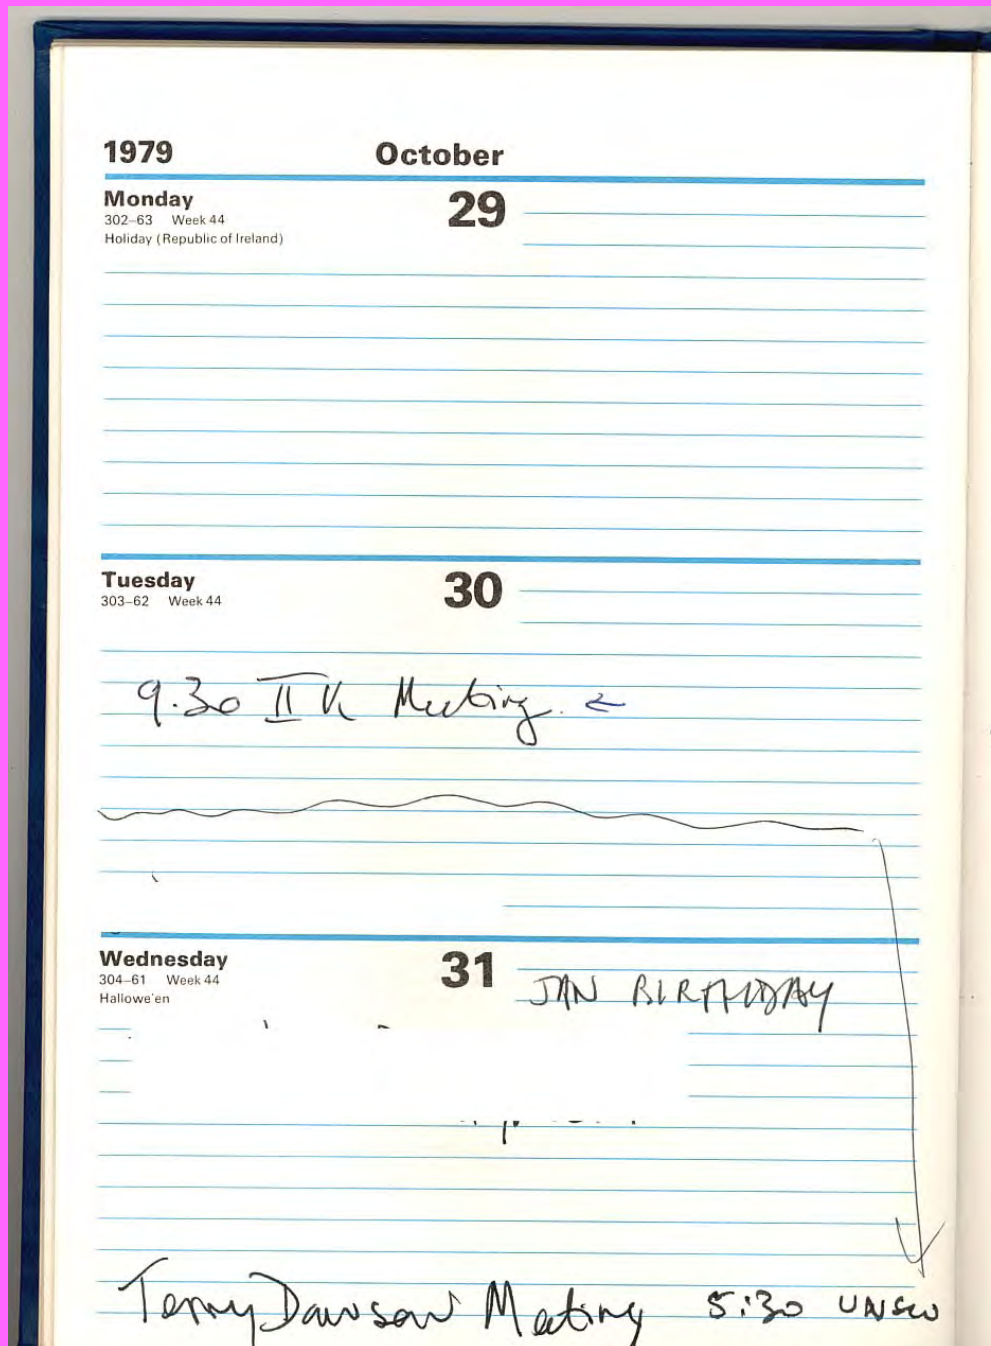 1979 October
Monday 29
302–63 Week 44
Holiday (Republic of Ireland)
Tuesday 30
303–62 Week 44
9.30 II K Meeting. ←
Wednesday 31
304–61 Week 44
Hallowe'en
JAN BIRTHDAY
Terry Dawson Meeting 5:30 UNSW